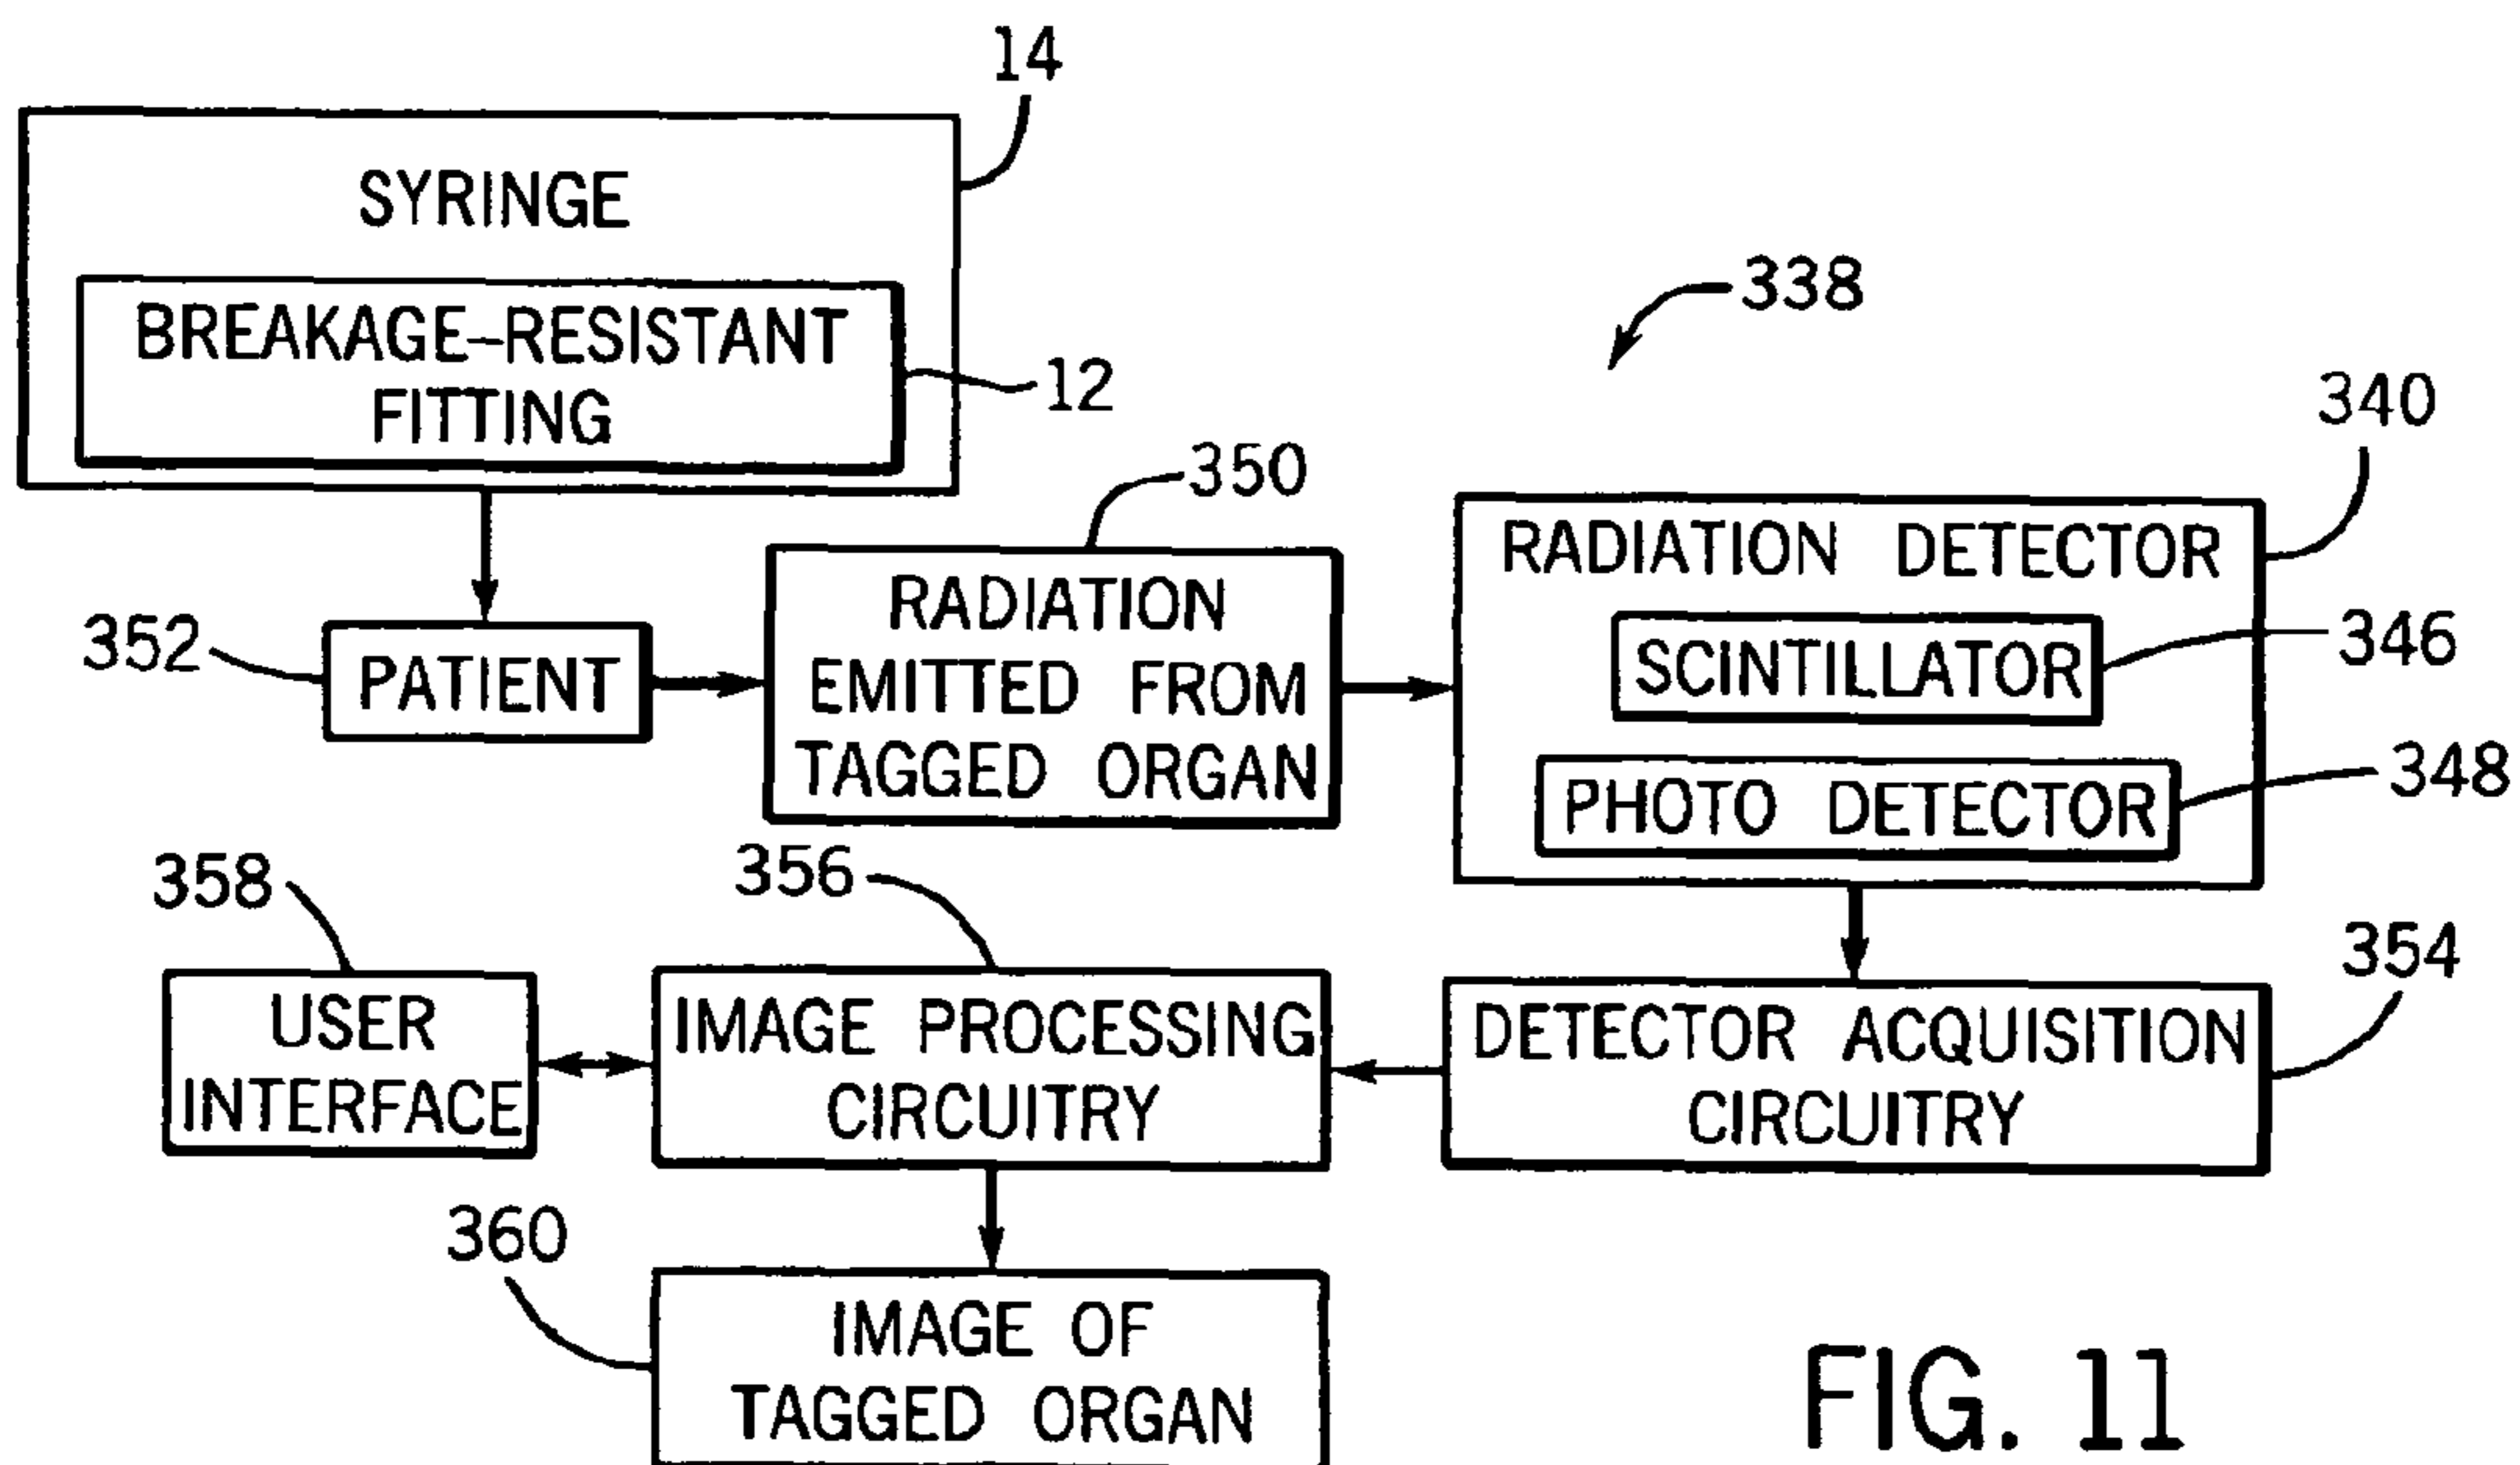 14
SYRINGE
BREAKAGE-RESISTANT
FITTING
12
338
340
350
RADIATION DETECTOR
RADIATION
EMITTED FROM
TAGGED ORGAN
352
PATIENT
SCINTILLATOR
346
PHOTO DETECTOR
348
358
356
354
USER
INTERFACE
IMAGE PROCESSING
CIRCUITRY
DETECTOR ACQUISITION
CIRCUITRY
360
IMAGE OF
TAGGED ORGAN
FIG. 11